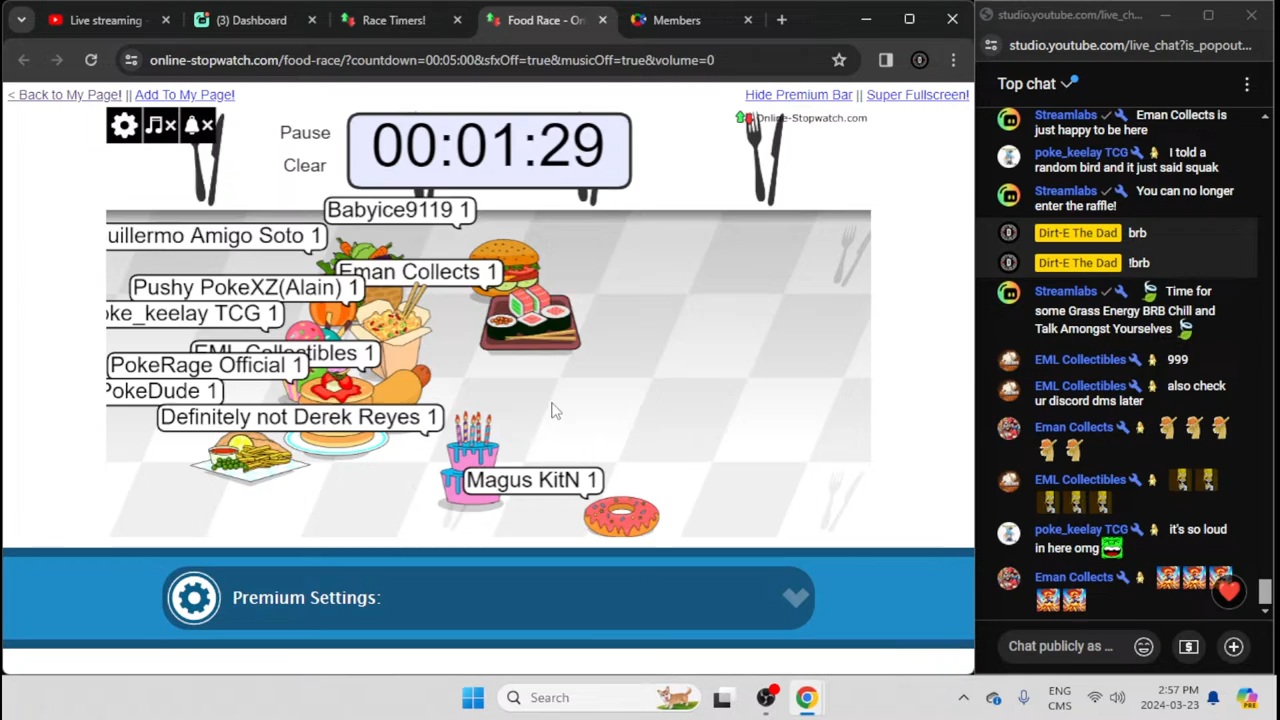 Live streaming
(3) Dashboard
Race Timers!
Food Race - On
Members
studio.youtube.com/live_ch...
online-stopwatch.com/food-race/?countdown=00:05:00&sfxOff=true&musicOff=true&volume=0
studio.youtube.com/live_chat?is_popout...
< Back to My Page! || Add To My Page!
Hide Premium Bar || Super Fullscreen!
Pause
Clear
00:01:29
Online-Stopwatch.com
Babyice9119 1
uillermo Amigo Soto 1
Eman Collects 1
Pushy PokeXZ(Alain) 1
oke_keelay TCG 1
EML Collectibles 1
PokeRage Official 1
PokeDude 1
Definitely not Derek Reyes 1
Magus KitN 1
Premium Settings:
Top chat
Streamlabs Eman Collects is
just happy to be here
poke_keelay TCG I told a
random bird and it just said squak
Streamlabs You can no longer
enter the raffle!
Dirt-E The Dad brb
Dirt-E The Dad !brb
Streamlabs Time for
some Grass Energy BRB Chill and
Talk Amongst Yourselves
EML Collectibles 999
EML Collectibles also check
ur discord dms later
Eman Collects
EML Collectibles
poke_keelay TCG it's so loud
in here omg
Eman Collects
Chat publicly as ...
Search
ENG
CMS
2:57 PM
2024-03-23
PRE